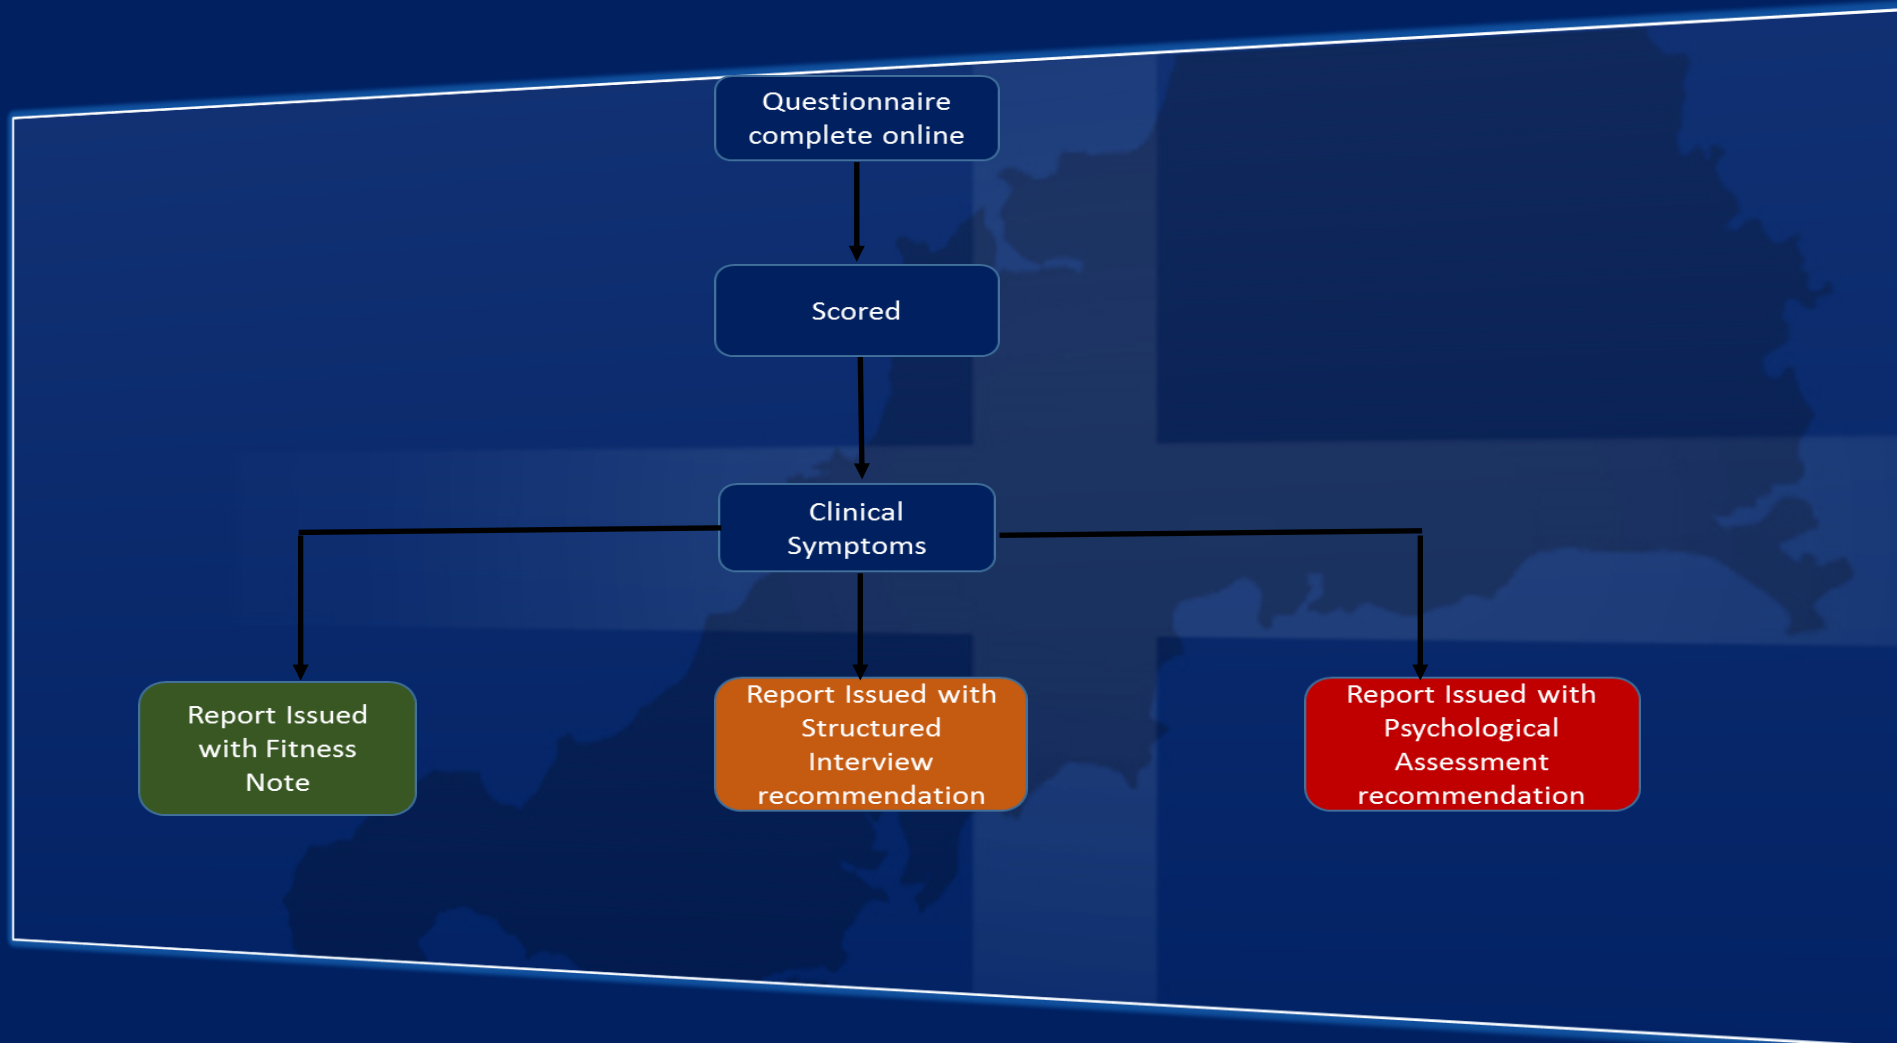 Questionnaire
complete online
Scored
Clinical
Symptoms
Report Issued
with Fitness
Note
Report Issued with
Structured
Interview
recommendation
Report Issued with
Psychological
Assessment
recommendation